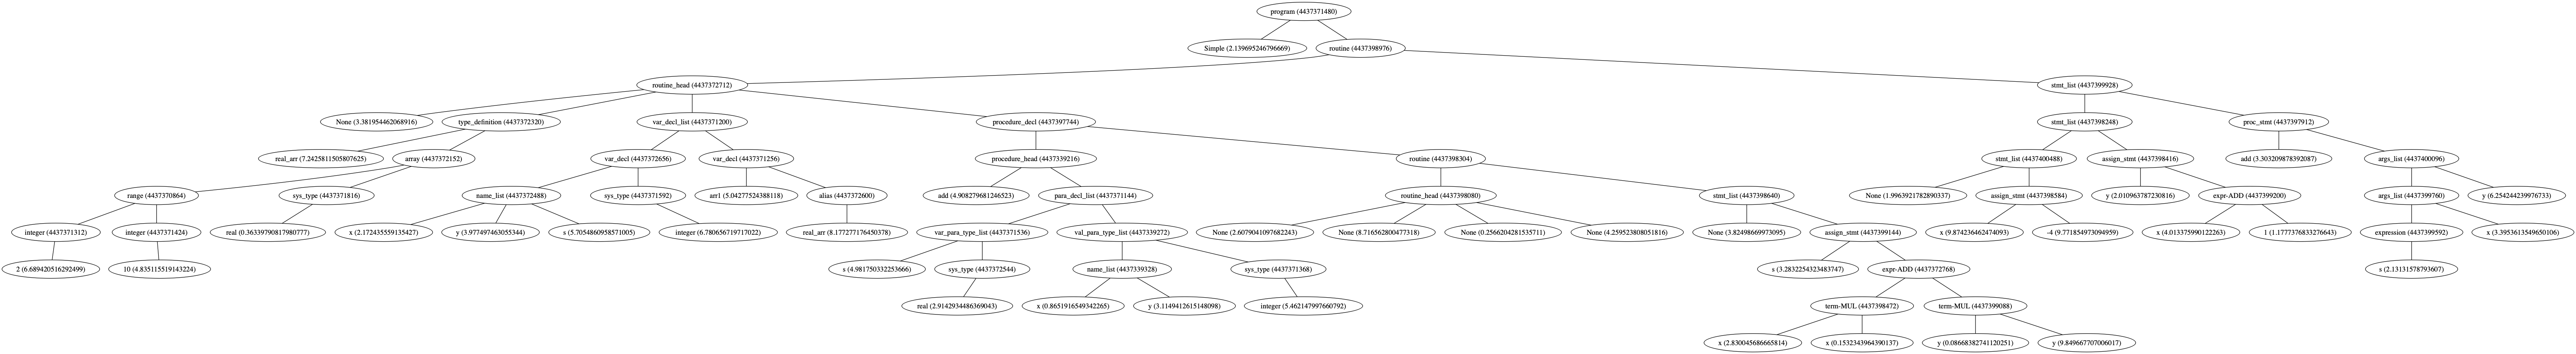 program (4437371480)
Simple (2.139695246796669)
routine (4437398976)
routine_head (4437372712)
stmt_list (4437399928)
None (3.381954462068916)
type_definition (4437372320)
var_decl_list (4437371200)
procedure_decl (4437397744)
stmt_list (4437398248)
proc_stmt (4437397912)
real_arr (7.2425811505807625)
array (4437372152)
var_decl (4437372656)
var_decl (4437371256)
procedure_head (4437339216)
routine (4437398304)
stmt_list (4437400488)
assign_stmt (4437398416)
add (3.303209878392087)
args_list (4437400096)
range (4437370864)
sys_type (4437371816)
name_list (4437372488)
sys_type (4437371592)
arr1 (5.04277524388118)
alias (4437372600)
add (4.908279681246523)
para_decl_list (4437371144)
routine_head (4437398080)
stmt_list (4437398640)
None (1.9963921782890337)
assign_stmt (4437398584)
y (2.010963787230816)
expr-ADD (4437399200)
args_list (4437399760)
y (6.254244239976733)
integer (4437371312)
integer (4437371424)
real (0.36339790817980777)
x (2.172435559135427)
y (3.977497463055344)
s (5.7054860958571005)
integer (6.780656719717022)
real_arr (8.177277176450378)
var_para_type_list (4437371536)
val_para_type_list (4437339272)
None (2.6079041097682243)
None (8.716562800477318)
None (0.2566204281535711)
None (4.259523808051816)
None (3.82498669973095)
assign_stmt (4437399144)
x (9.874236462474093)
-4 (9.771854973094959)
x (4.013375990122263)
1 (1.1777376833276643)
expression (4437399592)
x (3.3953613549650106)
2 (6.689420516292499)
10 (4.835115519143224)
s (4.981750332253666)
sys_type (4437372544)
name_list (4437339328)
sys_type (4437371368)
s (3.2832254323483747)
expr-ADD (4437372768)
s (2.13131578793607)
real (2.9142934486369043)
x (0.8651916549342265)
y (3.1149412615148098)
integer (5.462147997660792)
term-MUL (4437398472)
term-MUL (4437399088)
x (2.830045686665814)
x (0.1532343964390137)
y (0.08668382741120251)
y (9.849667707006017)